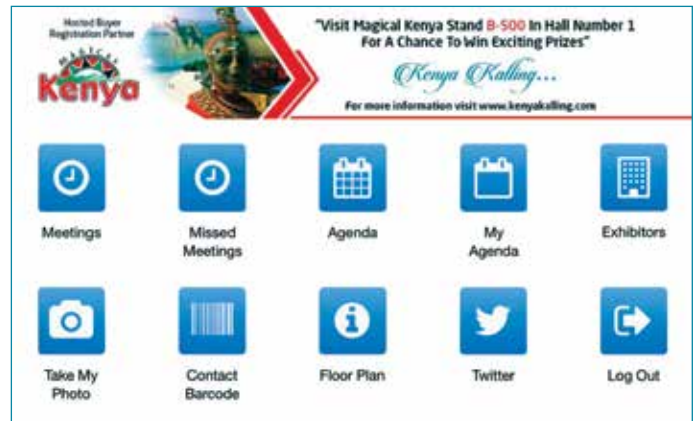 Hosted Buyer
Registration Partner
MAGICAL
Kenya
"Visit Magical Kenya Stand B-500 In Hall Number 1
For A Chance To Win Exciting Prizes"
Kenya Kalling...
For more information visit www.kenyakalling.com
Meetings
Missed
Meetings
Agenda
My
Agenda
Exhibitors
Take My
Photo
Contact
Barcode
Floor Plan
Twitter
Log Out